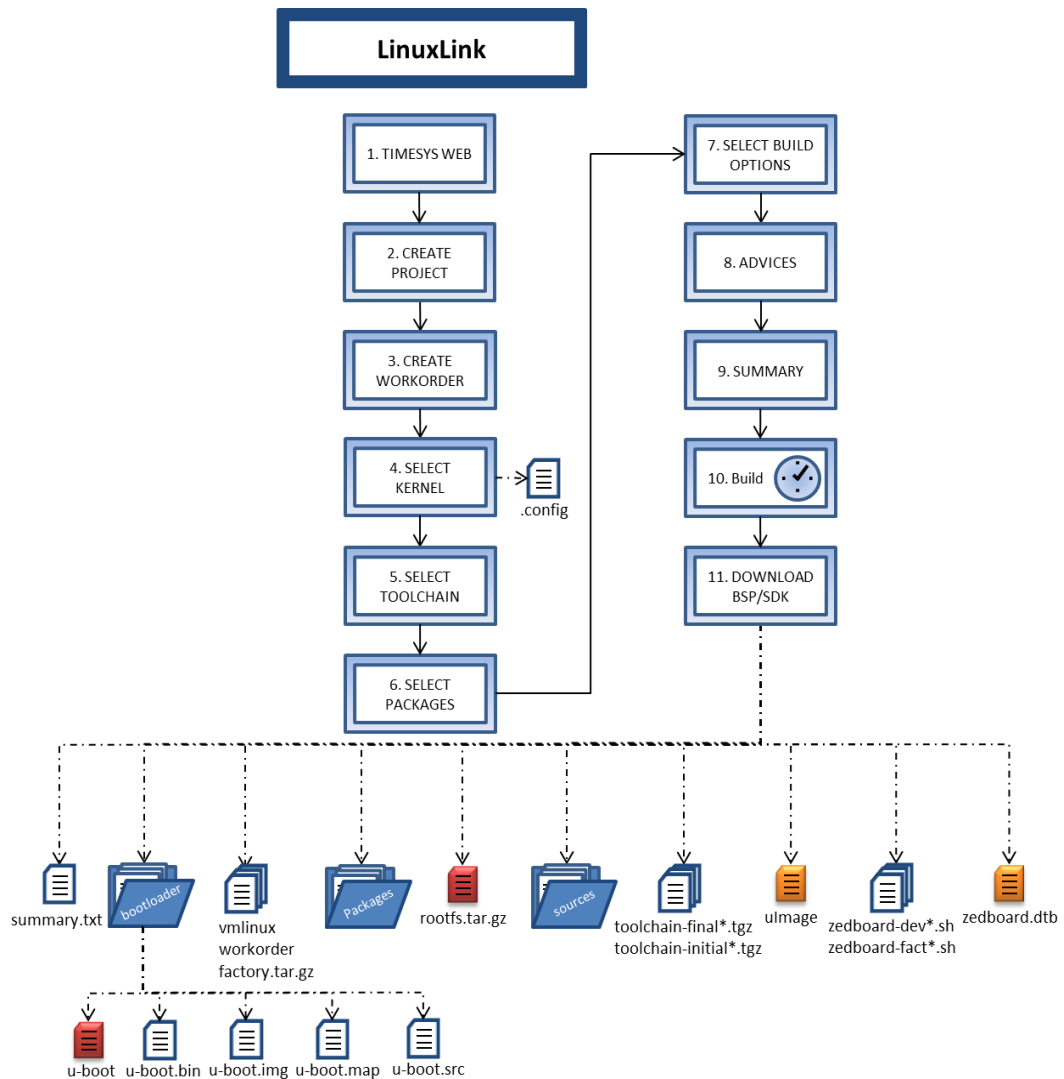 LinuxLink
1. TIMESYS WEB
2. CREATE
PROJECT
3. CREATE
WORKORDER
4. SELECT
KERNEL
.config
5. SELECT
TOOLCHAIN
6. SELECT
PACKAGES
7. SELECT BUILD
OPTIONS
8. ADVICES
9. SUMMARY
10. Build
11. DOWNLOAD
BSP/SDK
summary.txt
bootloader
vmlinux
workorder
factory.tar.gz
Packages
rootfs.tar.gz
sources
toolchain-final*.tgz
toolchain-initial*.tgz
uImage
zedboard-dev*.sh
zedboard-fact*.sh
zedboard.dtb
u-boot
u-boot.bin
u-boot.img
u-boot.map
u-boot.src